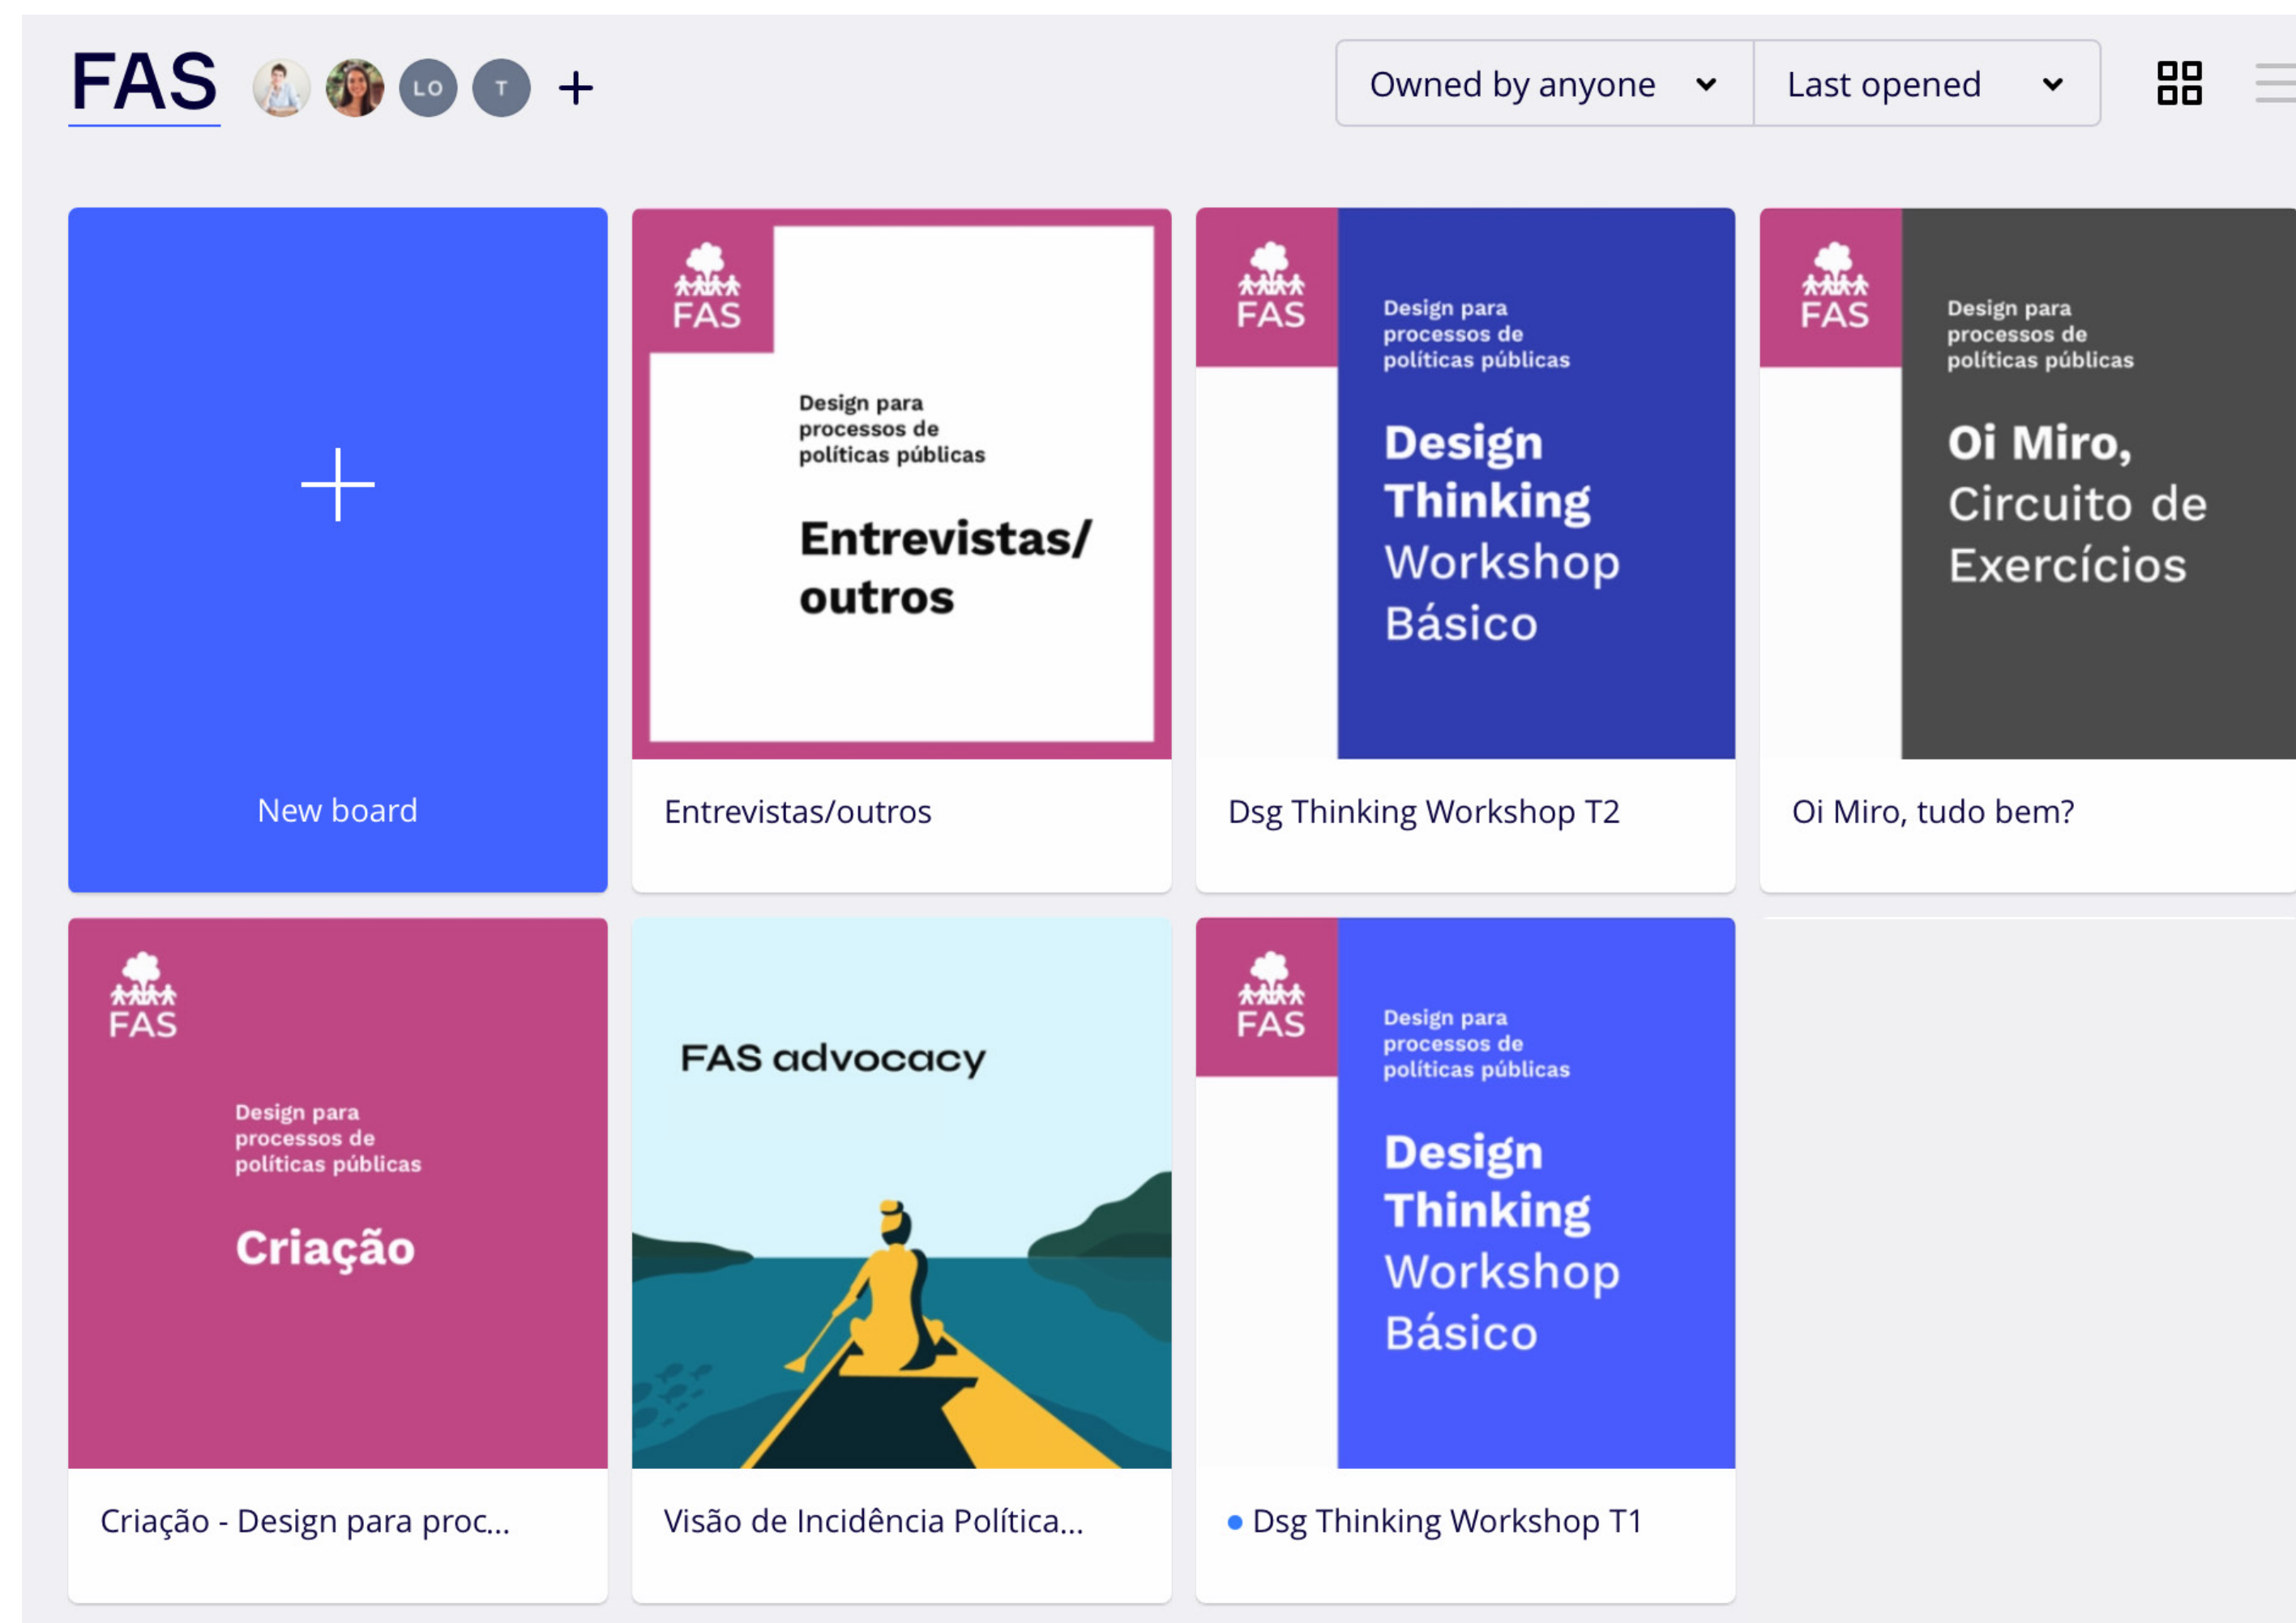 FAS
LO
T
Owned by anyone
Last opened
New board
FAS
Design para
processos de
políticas públicas
Entrevistas/
outros
Entrevistas/outros
FAS
Design para
processos de
políticas públicas
Design
Thinking
Workshop
Básico
Dsg Thinking Workshop T2
FAS
Design para
processos de
políticas públicas
Oi Miro,
Circuito de
Exercícios
Oi Miro, tudo bem?
FAS
Design para
processos de
políticas públicas
Criação
Criação - Design para proc...
FAS advocacy
Visão de Incidência Política...
FAS
Design para
processos de
políticas públicas
Design
Thinking
Workshop
Básico
Dsg Thinking Workshop T1